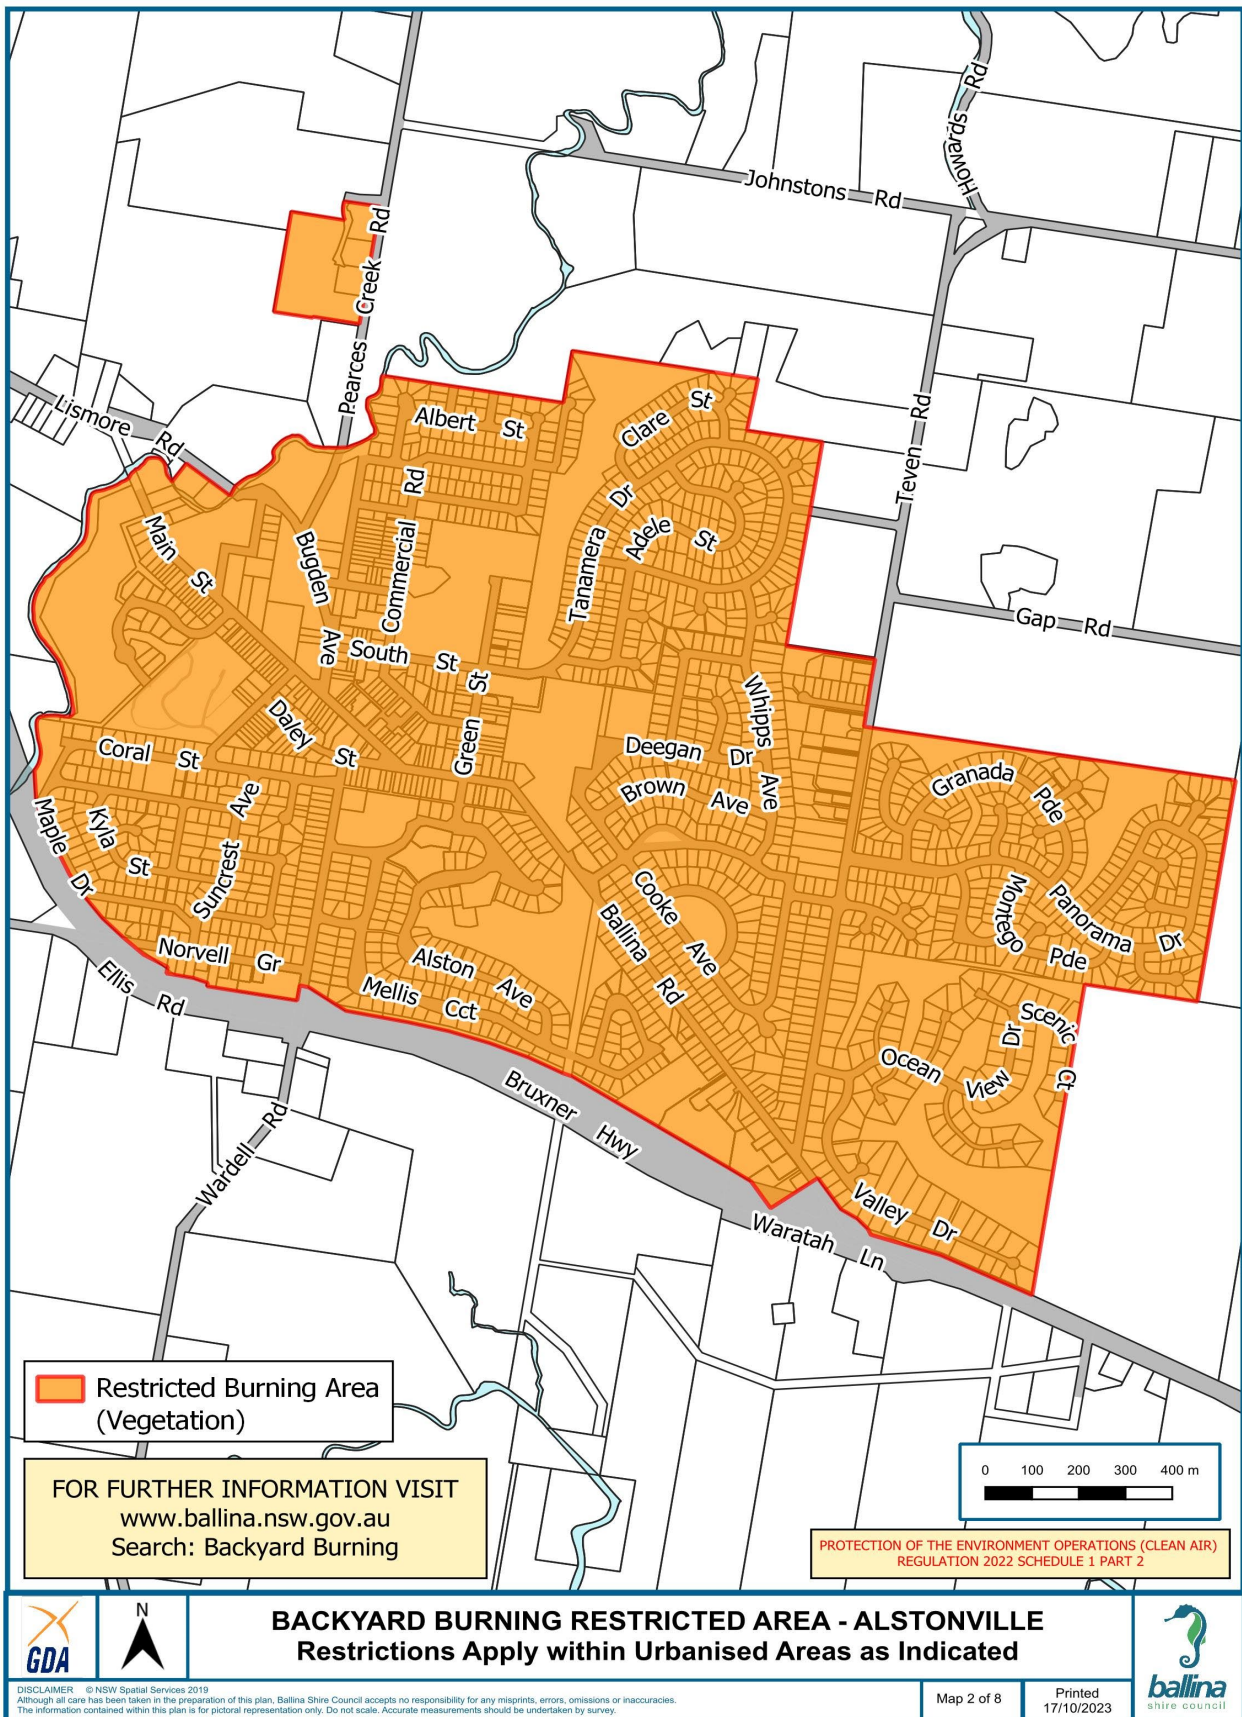 Howards Rd
Johnstons Rd
Pearces Creek Rd
Lismore Rd
Albert St
Clare St
Teven Rd
Commercial Rd
Tanamera Dr
Adele St
Main St
Bugden Ave
Gap Rd
South St
Green St
Whipps Ave
Daley St
Coral St
Deegan Dr
Brown Ave
Granada Pde
Maple Dr
Kyla St
Suncrest Ave
Cooke Ave
Montego Pde
Panorama Dr
Ballina Rd
Norvell Gr
Alston Ave
Mellis Cct
Ellis Rd
Scenic Ct
Ocean View Dr
Bruxner Hwy
Wardell Rd
Valley Dr
Waratah Ln
Restricted Burning Area
(Vegetation)
FOR FURTHER INFORMATION VISIT
www.ballina.nsw.gov.au
Search: Backyard Burning
0 100 200 300 400 m
PROTECTION OF THE ENVIRONMENT OPERATIONS (CLEAN AIR)
REGULATION 2022 SCHEDULE 1 PART 2
GDA
N
BACKYARD BURNING RESTRICTED AREA - ALSTONVILLE
Restrictions Apply within Urbanised Areas as Indicated
ballina
shire council
DISCLAIMER © NSW Spatial Services 2019
Although all care has been taken in the preparation of this plan, Ballina Shire Council accepts no responsibility for any misprints, errors, omissions or inaccuracies.
The information contained within this plan is for pictoral representation only. Do not scale. Accurate measurements should be undertaken by survey.
Map 2 of 8
Printed
17/10/2023